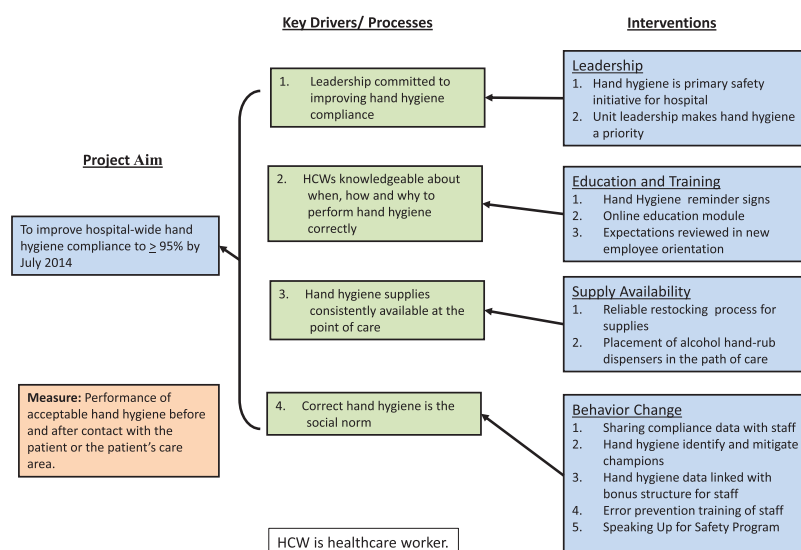 Key Drivers/ Processes
Interventions
Project Aim
To improve hospital-wide hand
hygiene compliance to ≥ 95% by
July 2014
Measure: Performance of
acceptable hand hygiene before
and after contact with the
patient or the patient's care
area.
1. Leadership committed to
improving hand hygiene
compliance
2. HCWs knowledgeable about
when, how and why to
perform hand hygiene
correctly
3. Hand hygiene supplies
consistently available at the
point of care
4. Correct hand hygiene is the
social norm
HCW is healthcare worker.
Leadership
1. Hand hygiene is primary safety
initiative for hospital
2. Unit leadership makes hand hygiene
a priority
Education and Training
1. Hand Hygiene reminder signs
2. Online education module
3. Expectations reviewed in new
employee orientation
Supply Availability
1. Reliable restocking process for
supplies
2. Placement of alcohol hand-rub
dispensers in the path of care
Behavior Change
1. Sharing compliance data with staff
2. Hand hygiene identify and mitigate
champions
3. Hand hygiene data linked with
bonus structure for staff
4. Error prevention training of staff
5. Speaking Up for Safety Program